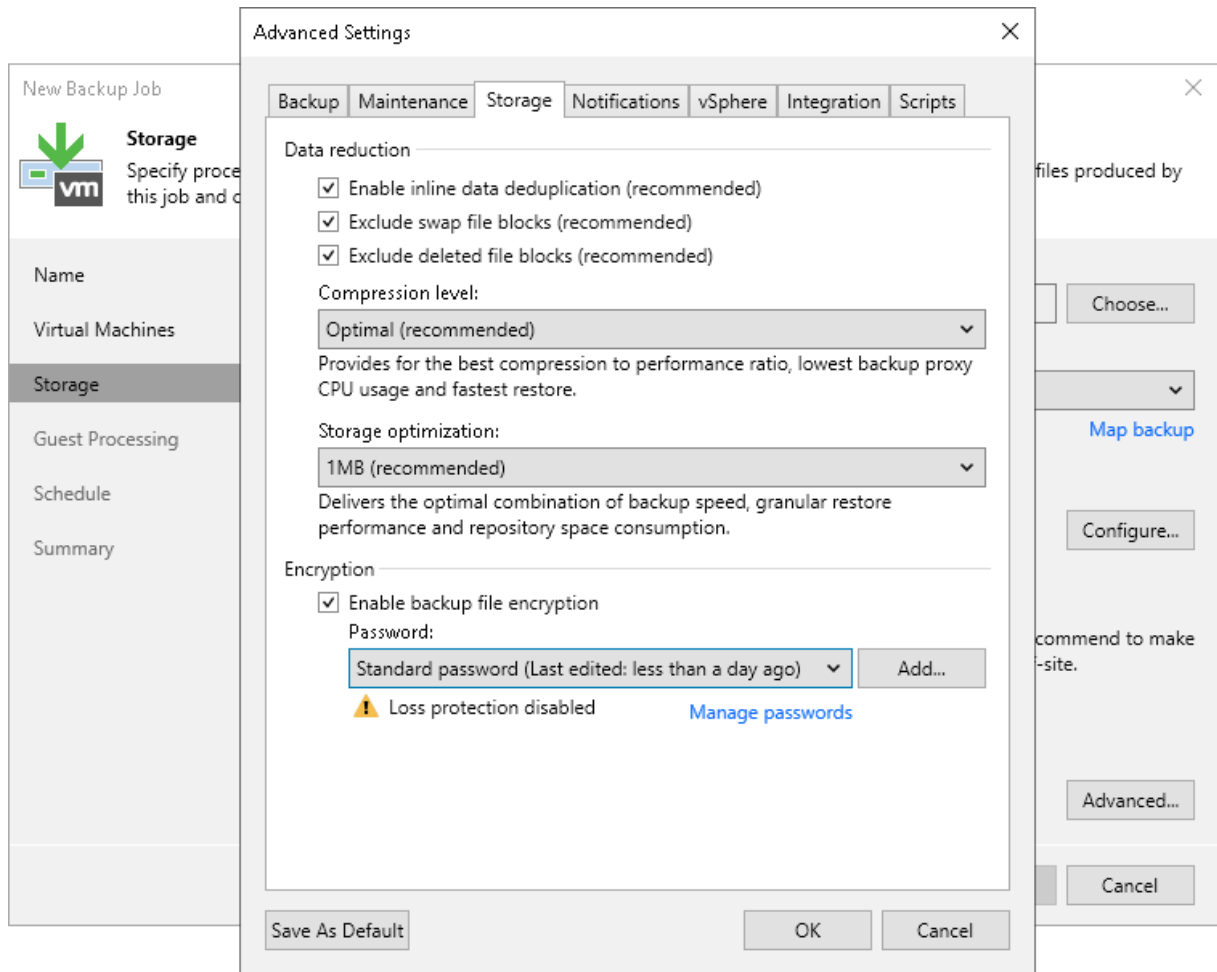 Advanced Settings
New Backup Job
Backup Maintenance Storage Notifications vSphere Integration Scripts
Storage
Specify proce
this job and
files produced by
vm
Data reduction
Enable inline data deduplication (recommended)
Exclude swap file blocks (recommended)
Exclude deleted file blocks (recommended)
Name
Virtual Machines
Storage
Guest Processing
Schedule
Summary
Compression level:
Optimal (recommended)
Provides for the best compression to performance ratio, lowest backup proxy
CPU usage and fastest restore.
Storage optimization:
1MB (recommended)
Delivers the optimal combination of backup speed, granular restore
performance and repository space consumption.
Encryption
Enable backup file encryption
Password:
Standard password (Last edited: less than a day ago)
Add...
Loss protection disabled
Manage passwords
Choose...
Map backup
Configure...
commend to make
-site.
Advanced...
Cancel
Save As Default
OK
Cancel